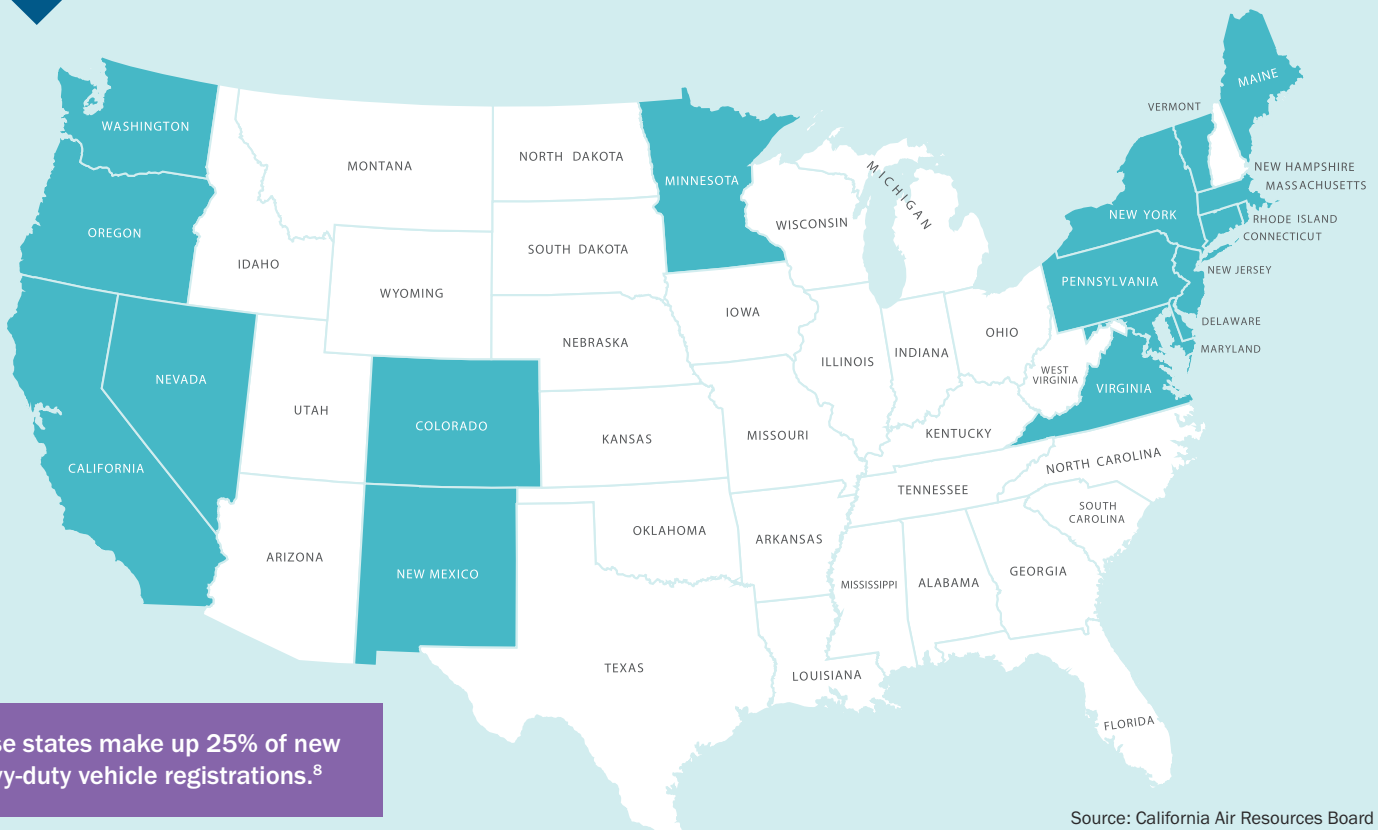 MAINE
VERMONT
WASHINGTON
NORTH DAKOTA
MONTANA
NEW HAMPSHIRE
MINNESOTA
MICHIGAN
MASSACHUSETTS
NEW YORK
RHODE ISLAND
WISCONSIN
OREGON
CONNECTICUT
SOUTH DAKOTA
IDAHO
NEW JERSEY
PENNSYLVANIA
WYOMING
IOWA
DELAWARE
OHIO
NEBRASKA
MARYLAND
INDIANA
ILLINOIS
WEST
VIRGINIA
NEVADA
VIRGINIA
UTAH
COLORADO
KENTUCKY
MISSOURI
KANSAS
NORTH CAROLINA
CALIFORNIA
TENNESSEE
SOUTH
CAROLINA
OKLAHOMA
ARKANSAS
ARIZONA
GEORGIA
NEW MEXICO
MISSISSIPPI
ALABAMA
TEXAS
LOUISIANA
FLORIDA
se states make up 25% of new
vy-duty vehicle registrations.8
Source: California Air Resources Board